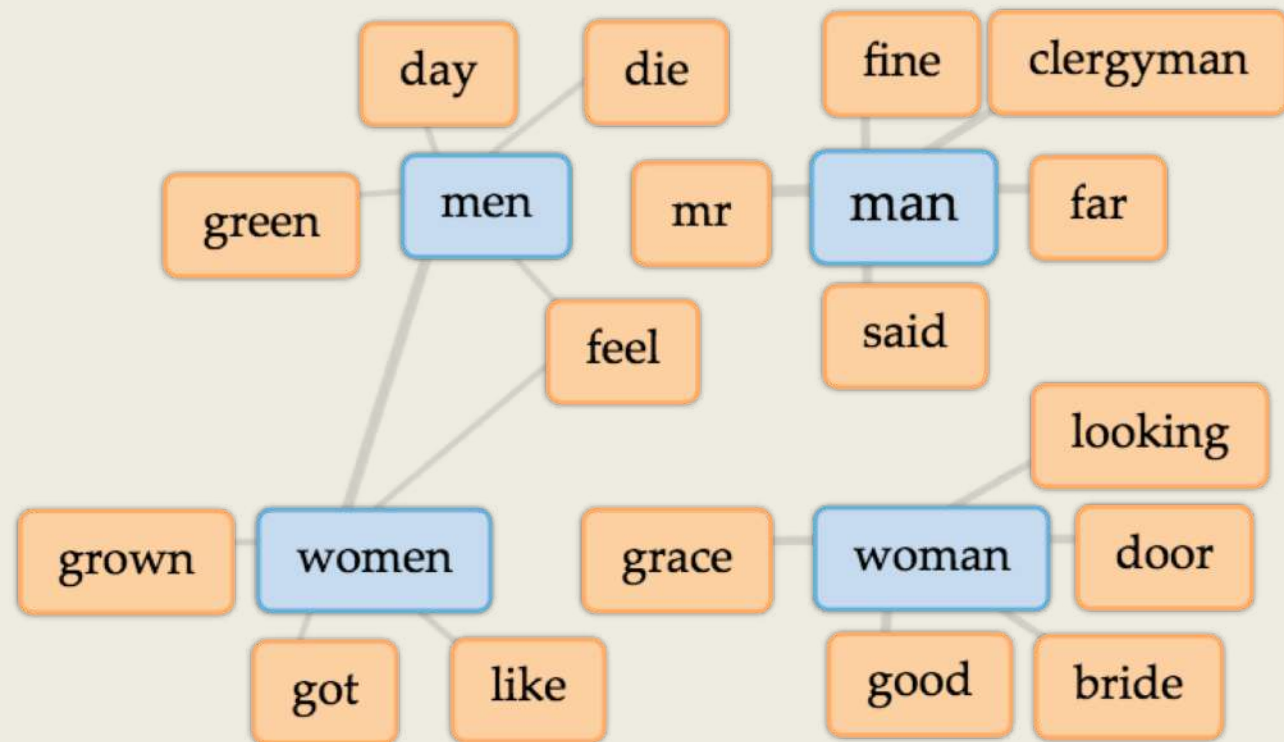 day
die
fine
clergyman
green
men
mr
man
far
feel
said
looking
grown
women
grace
woman
door
got
like
good
bride